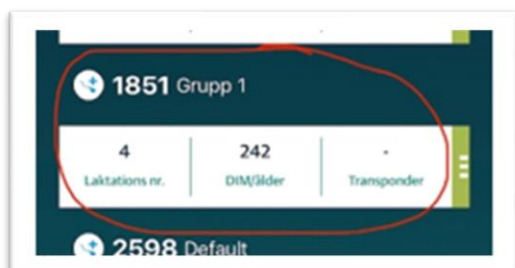 1851 Grupp 1
4 242 -
Laktations nr. DIM/ålder Transponder
2598 Default